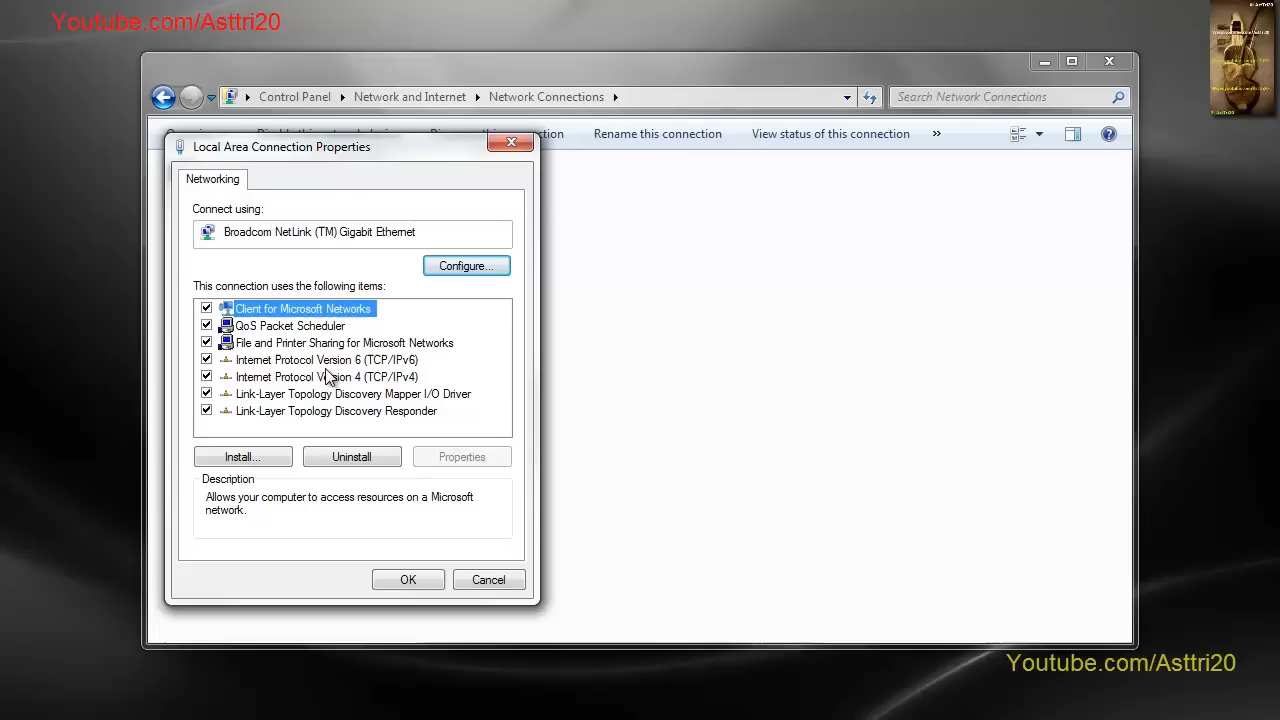 Youtube.com/Asttri20
Control Panel
Network and Internet
Network Connections
Search Network Connections
Rename this connection
View status of this connection
»
Local Area Connection Properties
Networking
Connect using:
Broadcom NetLink (TM) Gigabit Ethernet
Configure...
This connection uses the following items:
Client for Microsoft Networks
QoS Packet Scheduler
File and Printer Sharing for Microsoft Networks
Internet Protocol Version 6 (TCP/IPv6)
Internet Protocol Version 4 (TCP/IPv4)
Link-Layer Topology Discovery Mapper I/O Driver
Link-Layer Topology Discovery Responder
Install...
Uninstall
Properties
Description
Allows your computer to access resources on a Microsoft
network.
OK
Cancel
Youtube.com/Asttri20